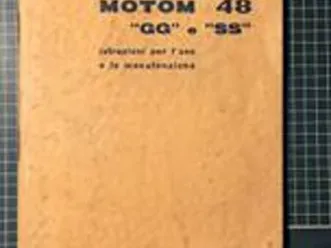 MOTOM 48
"GG" e "SS"
istruzioni per l'uso
e la manutenzione